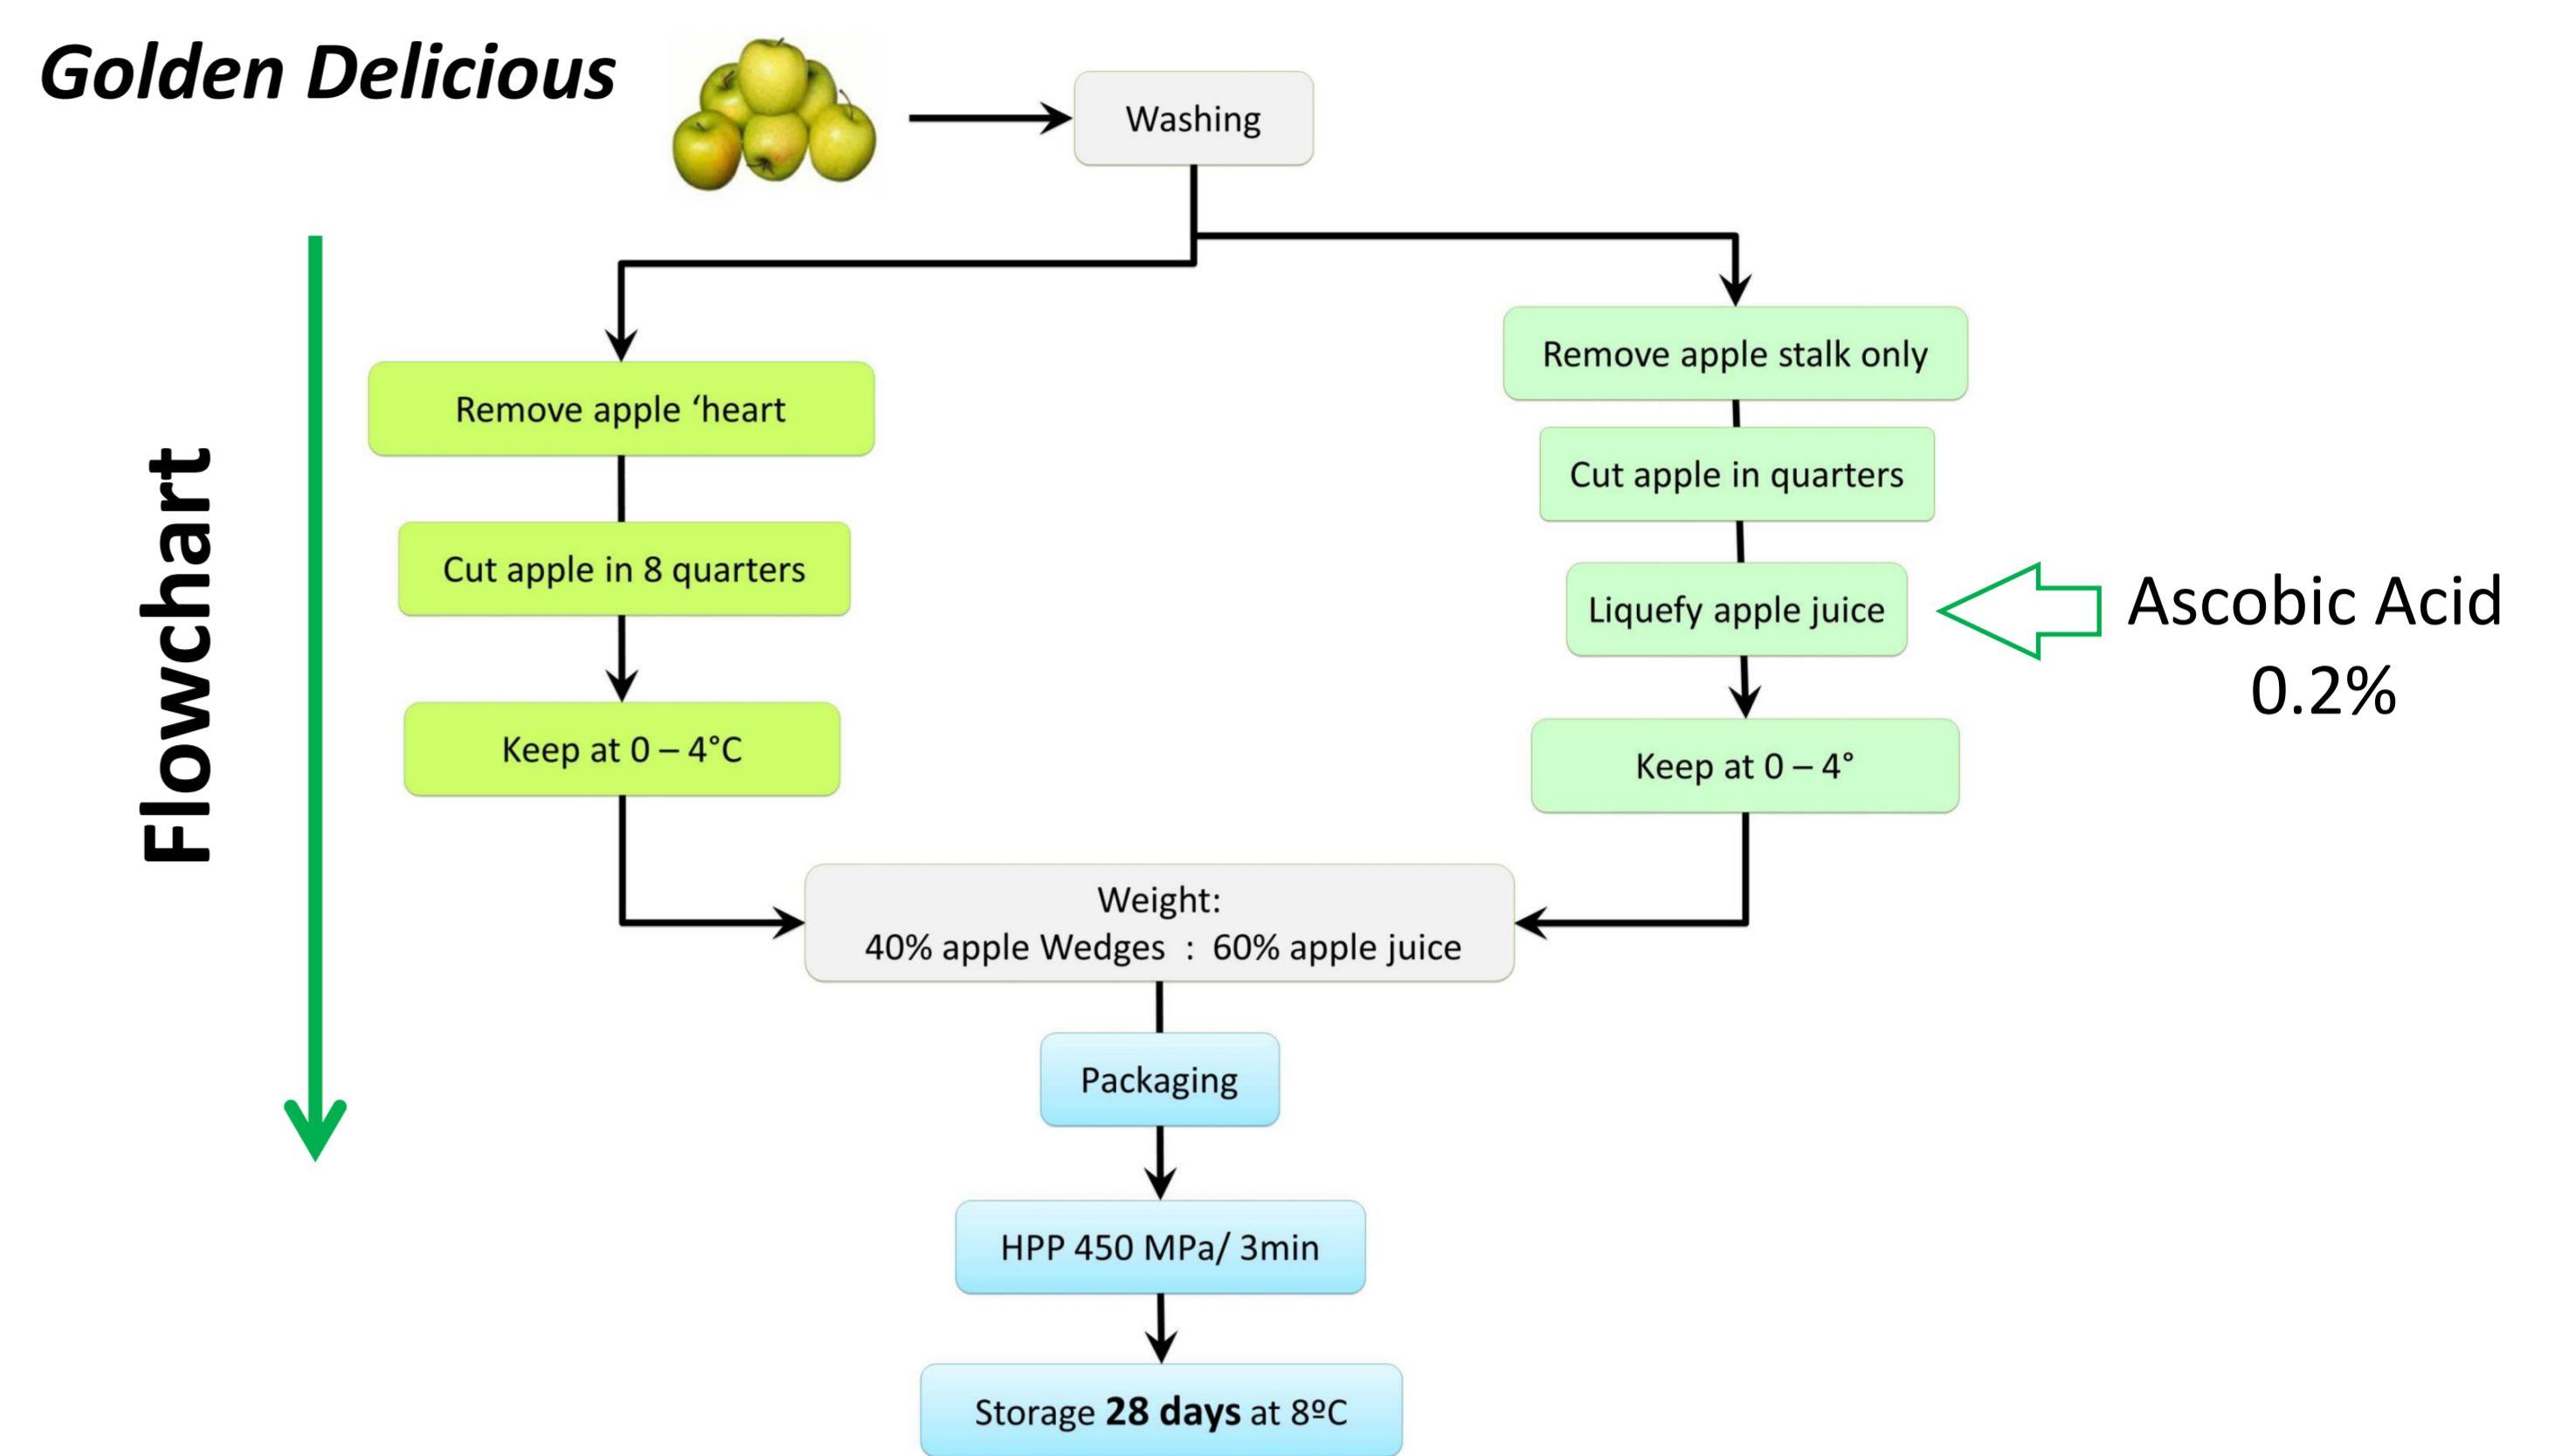 Golden Delicious
Washing
Flowchart
Remove apple ‘heart
Cut apple in 8 quarters
Keep at 0 – 4°C
Remove apple stalk only
Cut apple in quarters
Liquefy apple juice
Ascobic Acid
0.2%
Keep at 0 – 4°
Weight:
40% apple Wedges : 60% apple juice
Packaging
HPP 450 MPa/ 3min
Storage 28 days at 8ºC